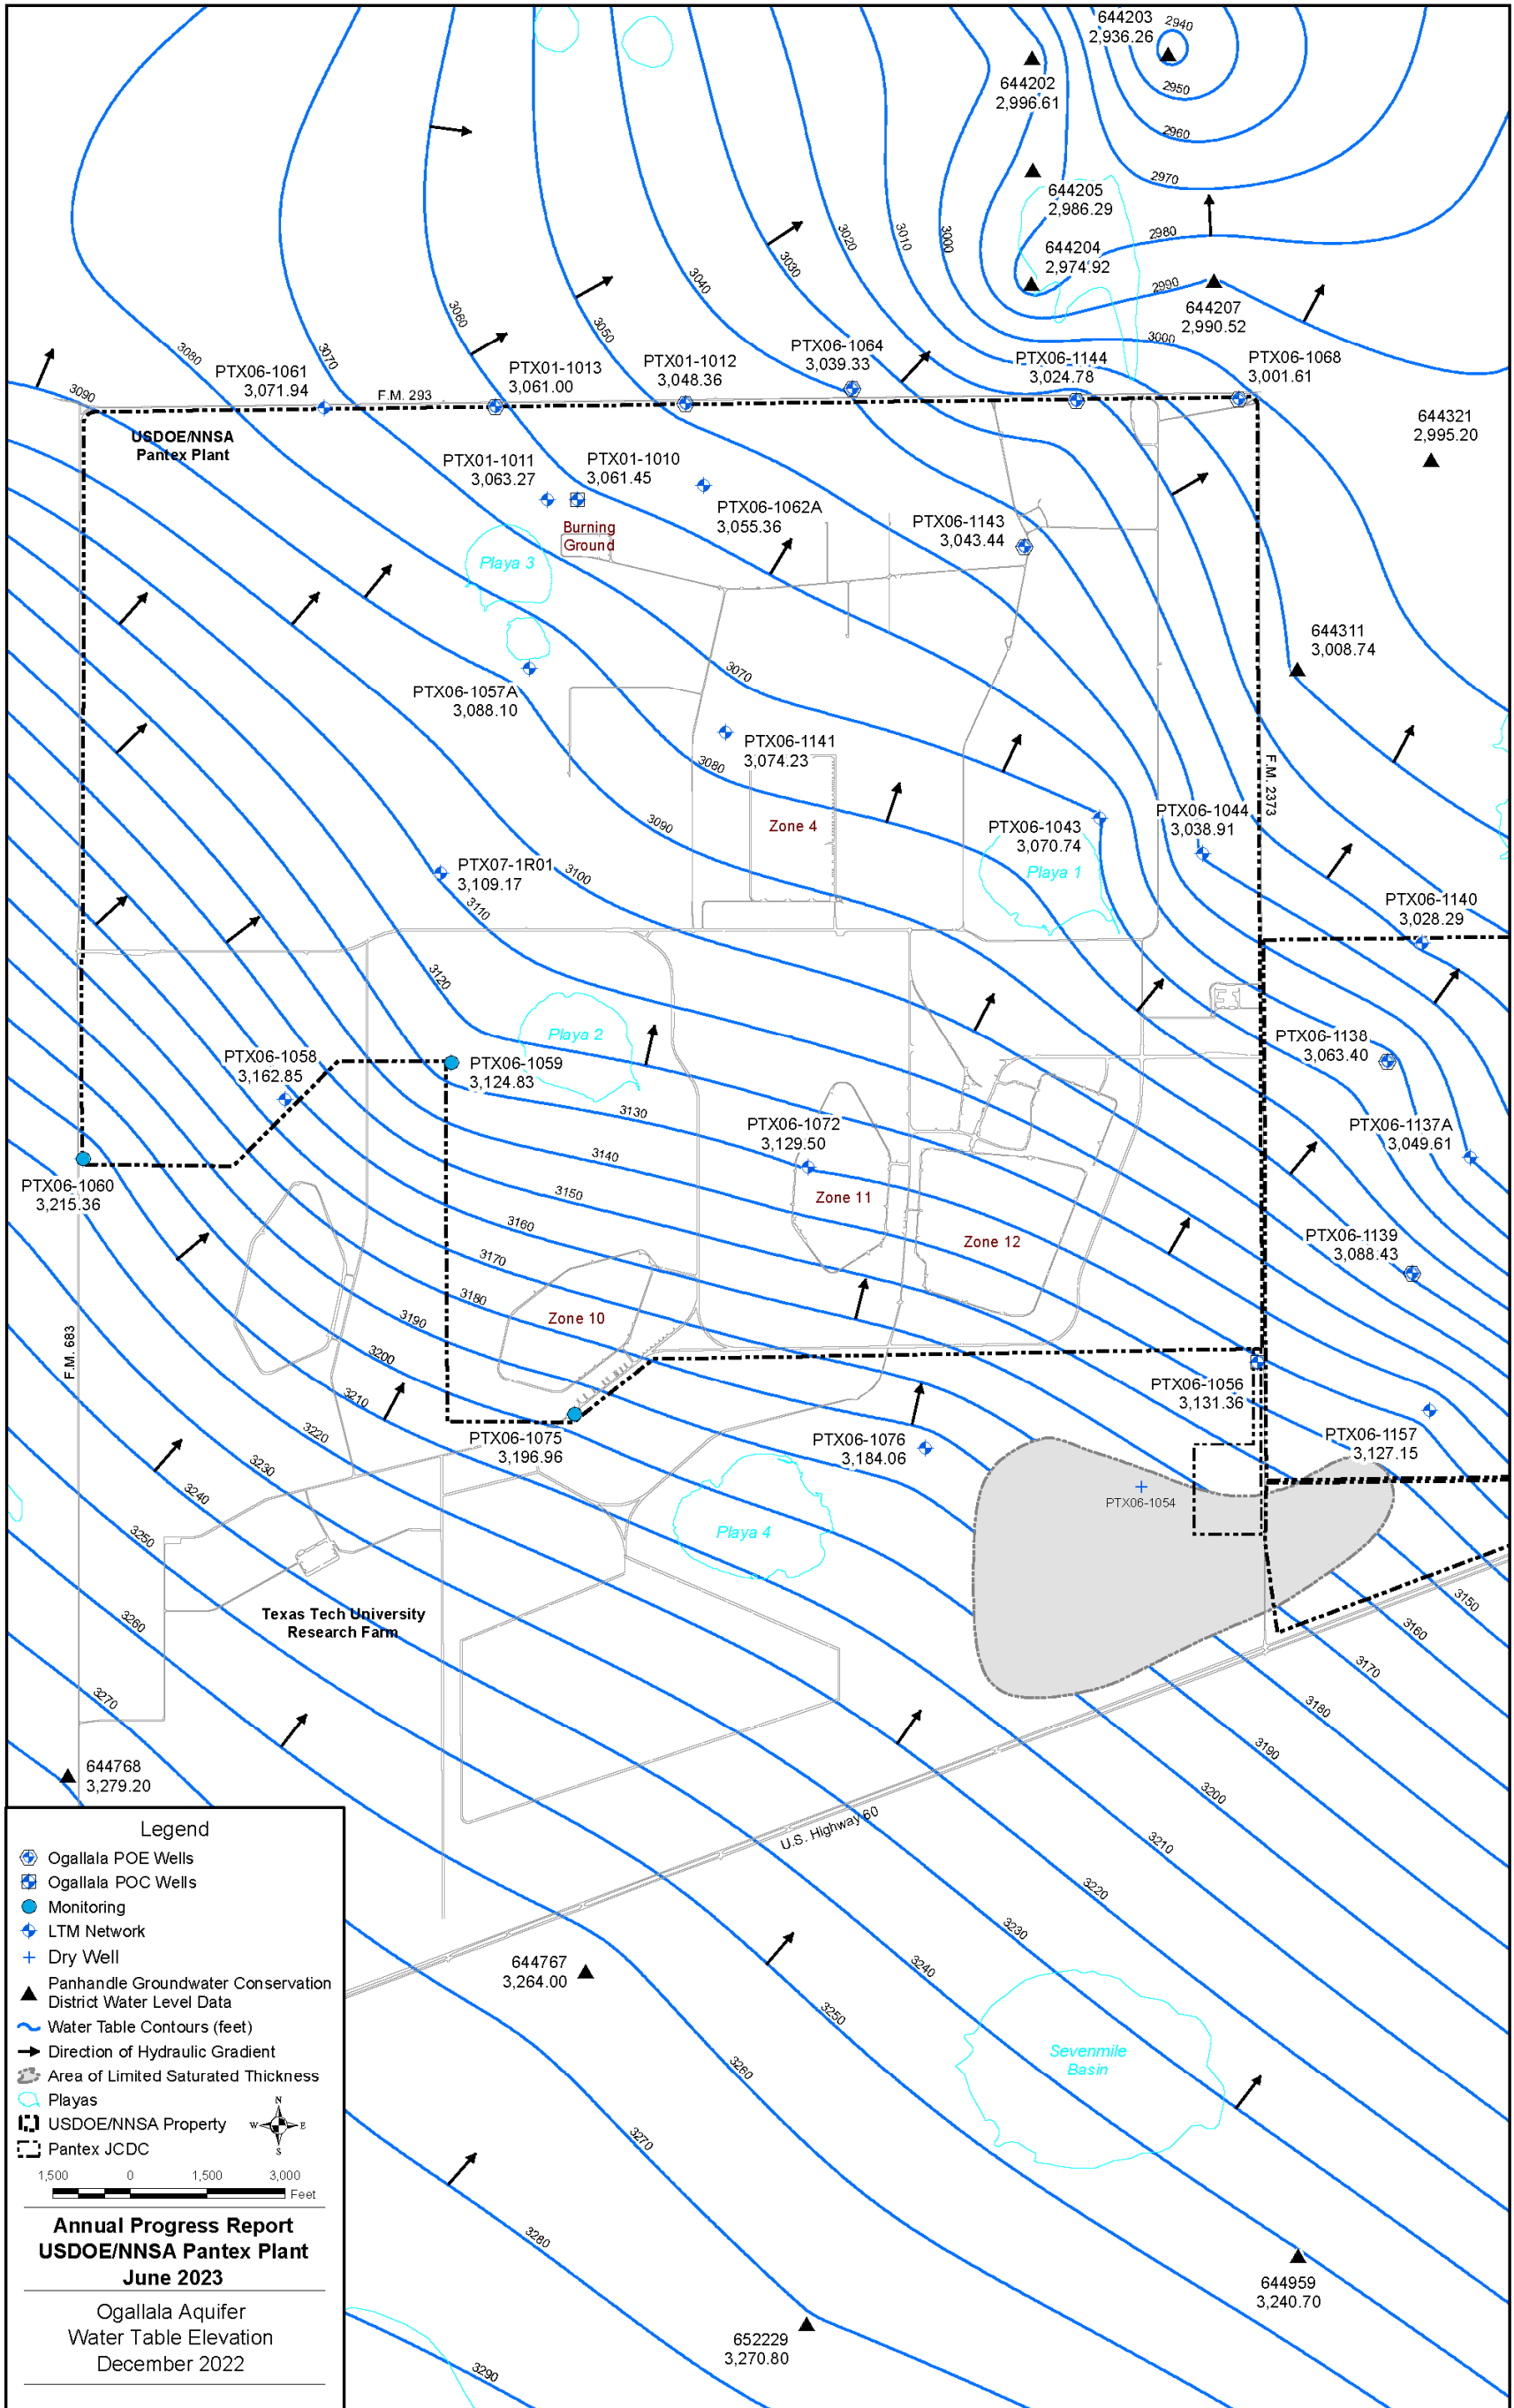 644203
2,936.26
2940
644202
2,996.61
2950
2960
2970
644205
2,986.29
644204
2,974.92
2980
2990
644207
2,990.52
3000
3010
3020
3030
3040
3050
3060
3070
3080
3090
3000
PTX06-1061
3,071.94
F.M. 293
PTX01-1013
3,061.00
PTX01-1012
3,048.36
PTX06-1064
3,039.33
PTX06-1144
3,024.78
PTX06-1068
3,001.61
644321
2,995.20
USDOE/NNSA
Pantex Plant
PTX01-1011
3,063.27
PTX01-1010
3,061.45
PTX06-1062A
3,055.36
PTX06-1143
3,043.44
Burning
Ground
Playa 3
644311
3,008.74
PTX06-1057A
3,088.10
3070
PTX06-1141
3,074.23
3080
3090
Zone 4
F.M. 2373
PTX06-1043
3,070.74
Playa 1
PTX06-1044
3,038.91
PTX07-1R01
3,109.17
3100
3110
PTX06-1140
3,028.29
3120
Playa 2
PTX06-1058
3,162.85
PTX06-1059
3,124.83
PTX06-1138
3,063.40
3130
PTX06-1072
3,129.50
PTX06-1137A
3,049.61
3140
3150
PTX06-1060
3,215.36
Zone 11
3160
Zone 12
PTX06-1139
3,088.43
3170
3180
3190
Zone 10
F.M. 683
3200
3210
PTX06-1056
3,131.36
PTX06-1075
3,196.96
PTX06-1076
3,184.06
PTX06-1157
3,127.15
3220
3230
3240
3250
PTX06-1054
Playa 4
3150
3160
3170
3180
3190
3200
3210
3220
3230
3240
3250
3260
3270
3280
3290
Texas Tech University
Research Farm
3260
3270
644768
3,279.20
U.S. Highway 60
644767
3,264.00
Sevenmile
Basin
644959
3,240.70
652229
3,270.80
Legend
Ogallala POE Wells
Ogallala POC Wells
Monitoring
LTM Network
Dry Well
Panhandle Groundwater Conservation
District Water Level Data
Water Table Contours (feet)
Direction of Hydraulic Gradient
Area of Limited Saturated Thickness
Playas
USDOE/NNSA Property
Pantex JCDC
N
W
E
S
1,500 0 1,500 3,000
Feet
Annual Progress Report
USDOE/NNSA Pantex Plant
June 2023
Ogallala Aquifer
Water Table Elevation
December 2022